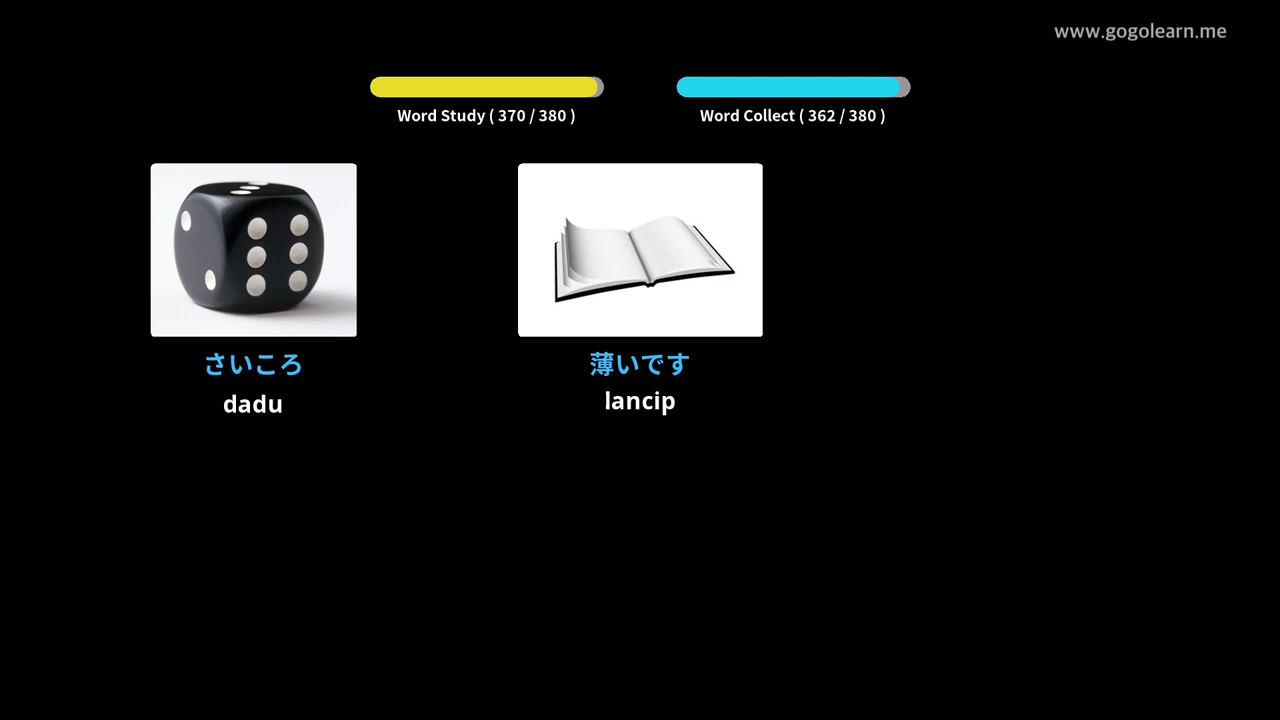 www.gogolearn.me
Word Study ( 370 / 380 )
Word Collect ( 362 / 380 )
さいころ
dadu
薄いです
lancip